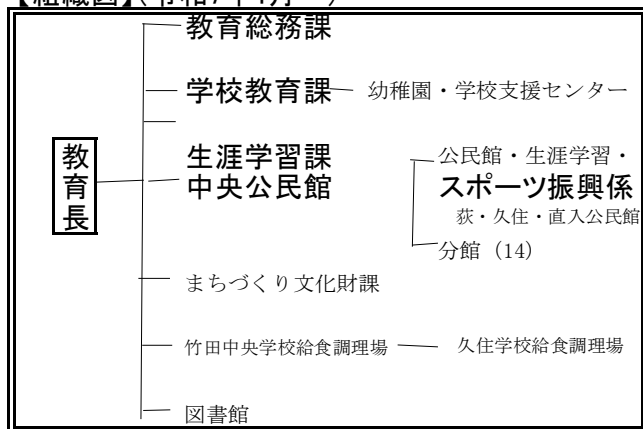 教育総務課
学校教育課
幼稚園・学校支援センター
教育長
生涯学習課
中央公民館
公民館・生涯学習・
スポーツ振興係
荻・久住・直入公民館
分館（14）
まちづくり文化財課
竹田中央学校給食調理場
久住学校給食調理場
図書館